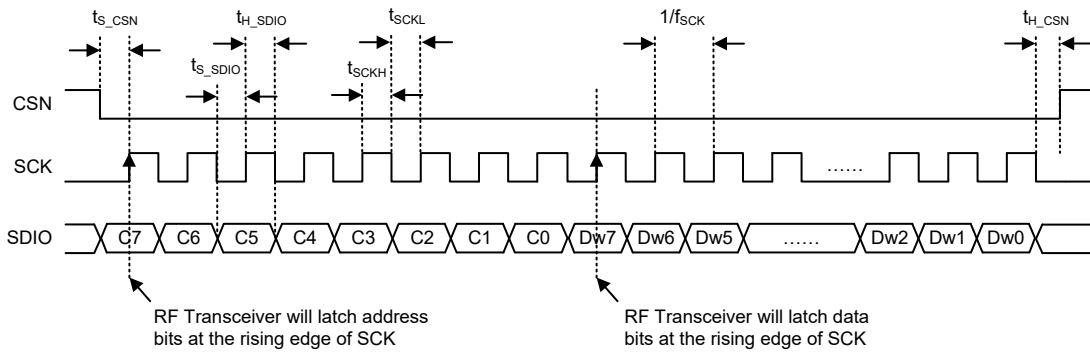 tS_CSN tH_SDIO tSCKL 1/fSCK tH_CSN
tS_SDIO tSCKH
CSN
SCK ......
SDIO C7 C6 C5 C4 C3 C2 C1 C0 Dw7 Dw6 Dw5 ...... Dw2 Dw1 Dw0
RF Transceiver will latch address RF Transceiver will latch data
bits at the rising edge of SCK bits at the rising edge of SCK